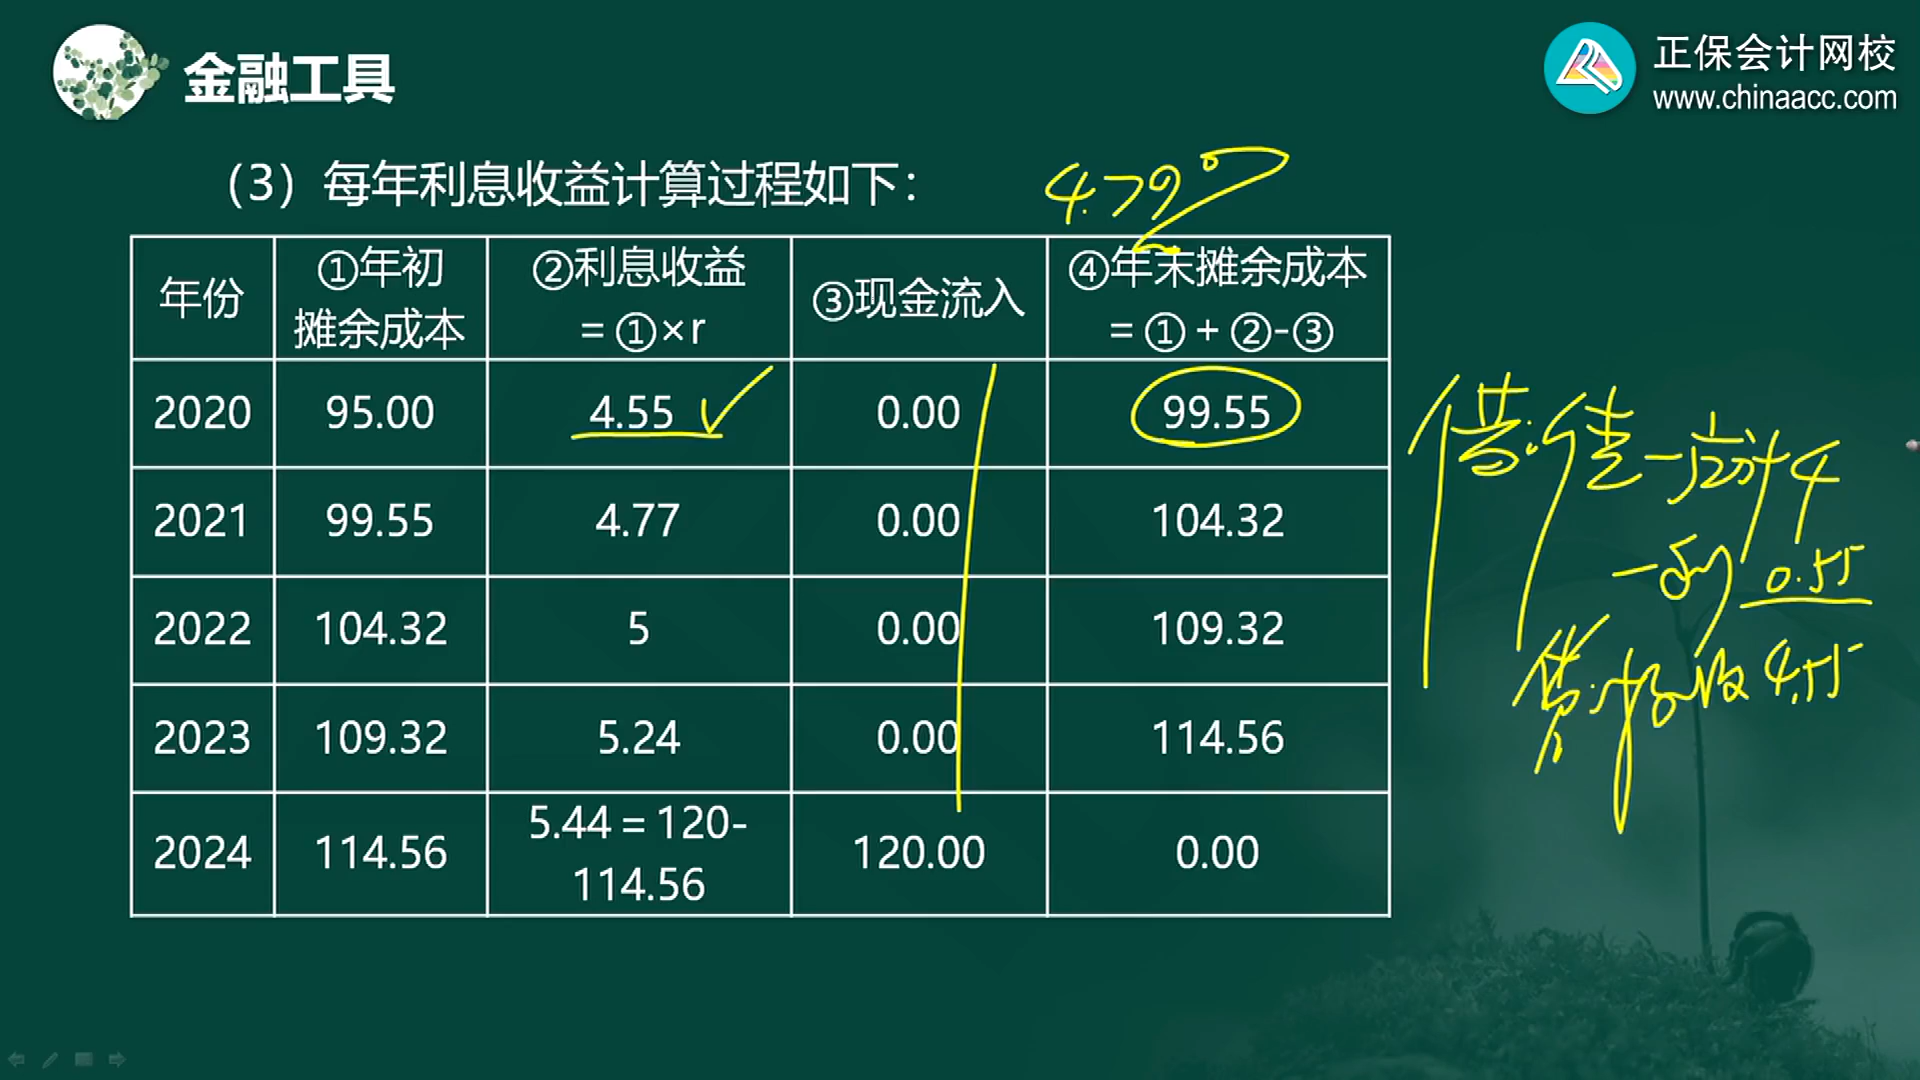 金融工具
正保会计网校
www.chinaacc.com
（3）每年利息收益计算过程如下：
4.79%
年份 ①年初摊余成本 ②利息收益=①×r ③现金流入 ④年末摊余成本=①+②-③
2020 95.00 4.55 0.00 99.55
2021 99.55 4.77 0.00 104.32
2022 104.32 5 0.00 109.32
2023 109.32 5.24 0.00 114.56
2024 114.56 5.44=120-114.56 120.00 0.00
借:债-应计 4
-利 0.55
贷:投收 4.55